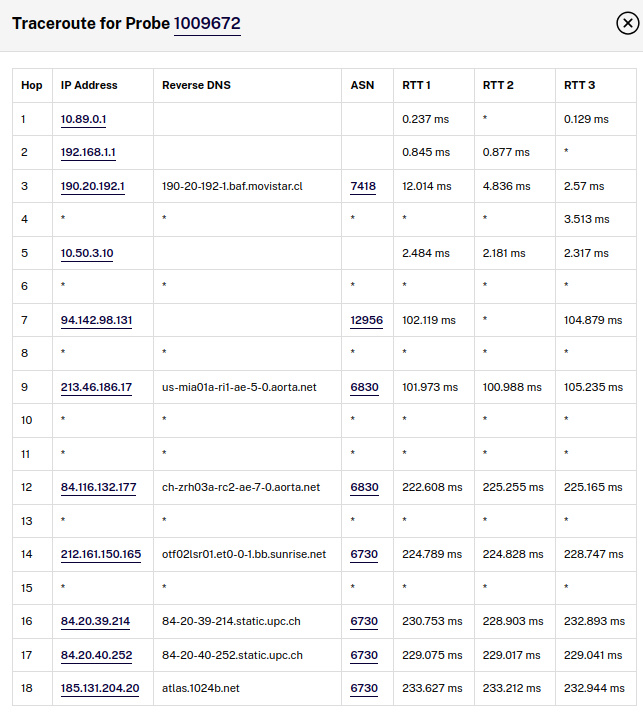 Traceroute for Probe 1009672
Hop IP Address Reverse DNS ASN RTT 1 RTT 2 RTT 3
1 10.89.0.1 0.237 ms * 0.129 ms
2 192.168.1.1 0.845 ms 0.877 ms *
3 190.20.192.1 190-20-192-1.baf.movistar.cl 7418 12.014 ms 4.836 ms 2.57 ms
4 * * * * * 3.513 ms
5 10.50.3.10 2.484 ms 2.181 ms 2.317 ms
6 * * * * * *
7 94.142.98.131 12956 102.119 ms * 104.879 ms
8 * * * * * *
9 213.46.186.17 us-mia01a-ri1-ae-5-0.aorta.net 6830 101.973 ms 100.988 ms 105.235 ms
10 * * * * * *
11 * * * * * *
12 84.116.132.177 ch-zrh03a-rc2-ae-7-0.aorta.net 6830 222.608 ms 225.255 ms 225.165 ms
13 * * * * * *
14 212.161.150.165 otf02lsr01.et0-0-1.bb.sunrise.net 6730 224.789 ms 224.828 ms 228.747 ms
15 * * * * * *
16 84.20.39.214 84-20-39-214.static.upc.ch 6730 230.753 ms 228.903 ms 232.893 ms
17 84.20.40.252 84-20-40-252.static.upc.ch 6730 229.075 ms 229.017 ms 229.041 ms
18 185.131.204.20 atlas.1024b.net 6730 233.627 ms 233.212 ms 232.944 ms